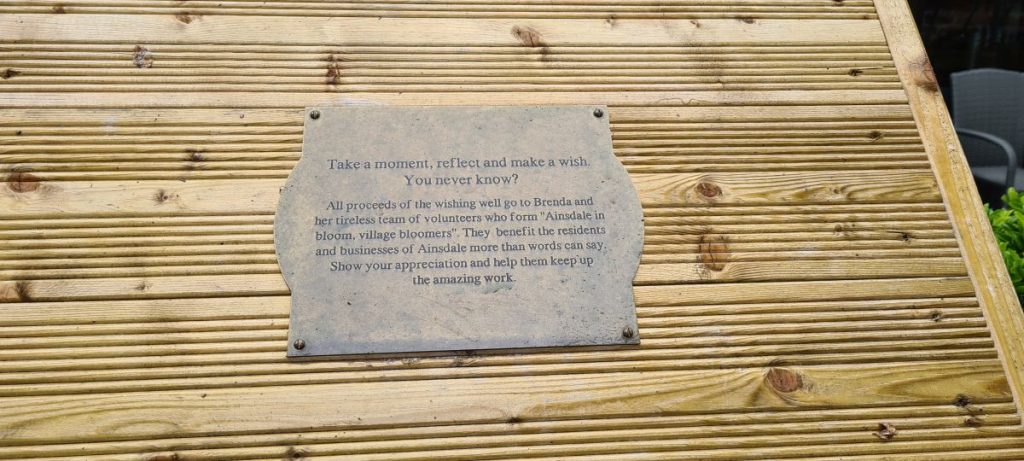 Take a moment, reflect and make a wish.
You never know?
All proceeds of the wishing well go to Brenda and
her tireless team of volunteers who form "Ainsdale in
bloom, village bloomers". They benefit the residents
and businesses of Ainsdale more than words can say.
Show your appreciation and help them keep up
the amazing work.